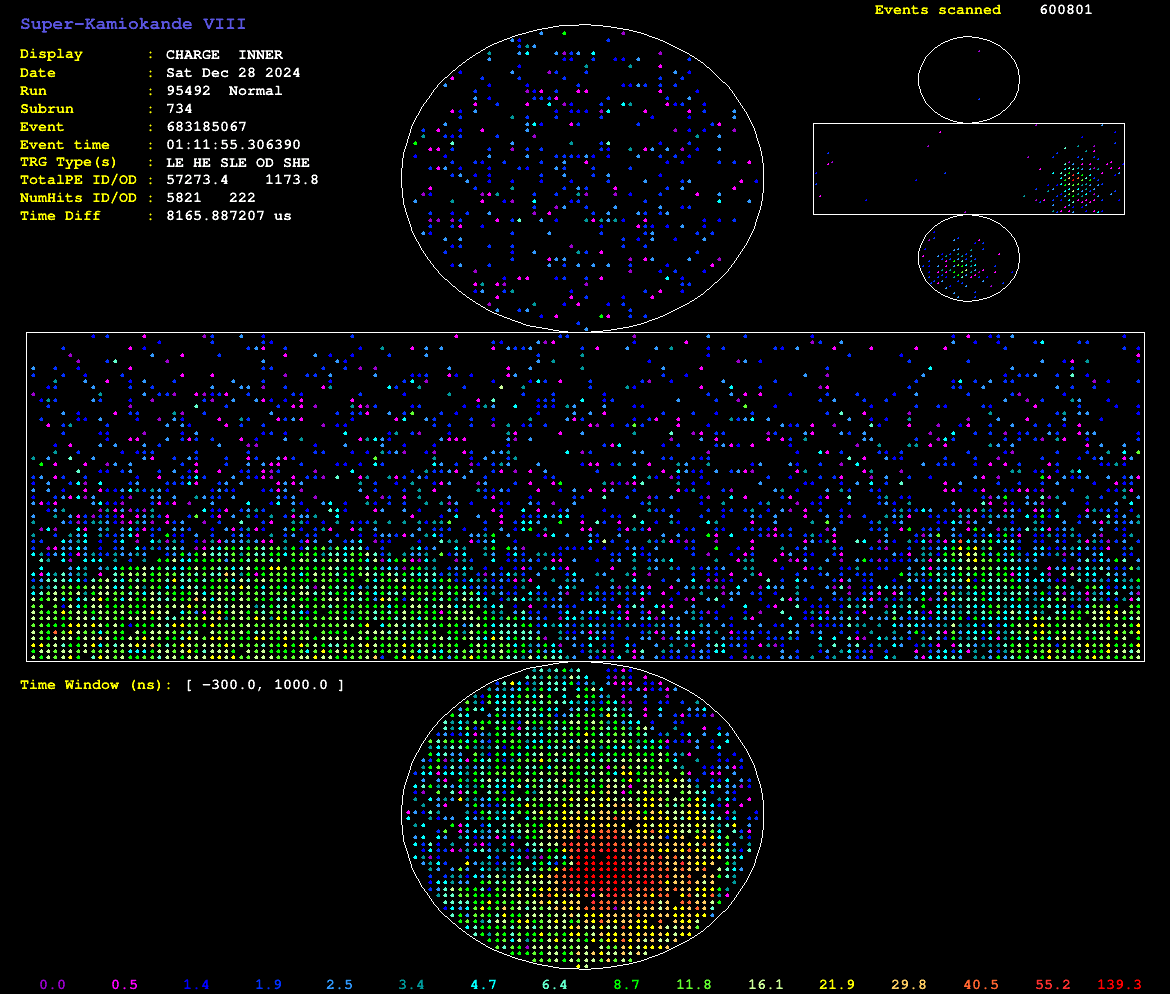 Super-Kamiokande VIII
Events scanned 600801
Display : CHARGE INNER
Date : Sat Dec 28 2024
Run : 95492 Normal
Subrun : 734
Event : 683185067
Event time : 01:11:55.306390
TRG Type(s) : LE HE SLE OD SHE
TotalPE ID/OD : 57273.4 1173.8
NumHits ID/OD : 5821 222
Time Diff : 8165.887207 us
Time Window (ns): [ −300.0, 1000.0 ]
0.0 0.5 1.4 1.9 2.5 3.4 4.7 6.4 8.7 11.8 16.1 21.9 29.8 40.5 55.2 139.3